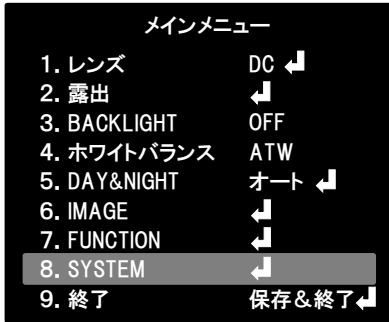 メインメニュー
1. レンズ DC ↲
2. 露出 ↲
3. BACKLIGHT OFF
4. ホワイトバランス ATW
5. DAY&NIGHT オート ↲
6. IMAGE ↲
7. FUNCTION ↲
8. SYSTEM ↲
9. 終了 保存&終了↲